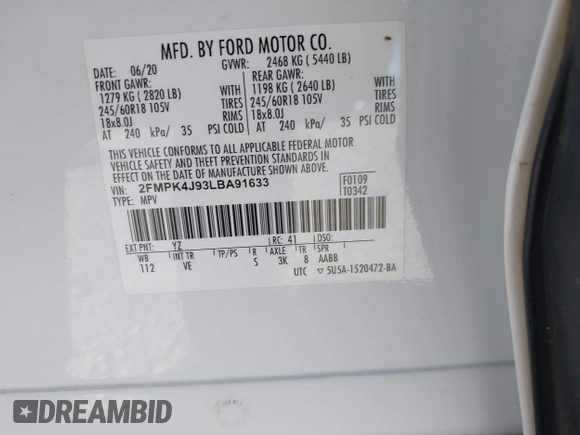 MFD. BY FORD MOTOR CO.
DATE: 06/20 GVWR: 2468 KG ( 5440 LB)
FRONT GAWR: REAR GAWR:
1279 KG ( 2820 LB) WITH 1198 KG ( 2640 LB) WITH
245/60R18 105V TIRES 245/60R18 105V TIRES
18x8.0J RIMS 18x8.0J RIMS
AT 240 kPa/ 35 PSI COLD AT 240 kPa/ 35 PSI COLD
THIS VEHICLE CONFORMS TO ALL APPLICABLE FEDERAL MOTOR
VEHICLE SAFETY AND THEFT PREVENTION STANDARDS IN
EFFECT ON THE DATE OF MANUFACTURE SHOWN ABOVE.
VIN: 2FMPK4J93LBA91633 F0109
TYPE: MPV T0342
EXT PNT: YZ RC: 41 DSO:
WB INT TR TP/PS R AXLE TR SPR
112 VE S 3K 8 AABB
UTC ▽ 5U5A-1520472-BA
DREAMBID